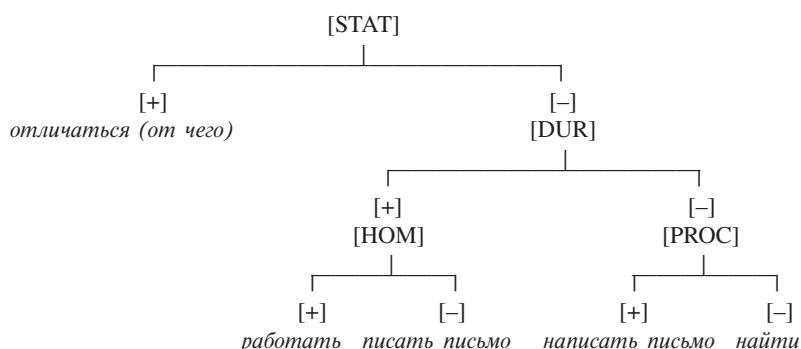 [STAT]
[+] [–]
отличаться (от чего) [DUR]
[+] [–]
[HOM] [PROC]
[+] [–] [+] [–]
работать писать письмо написать письмо найти